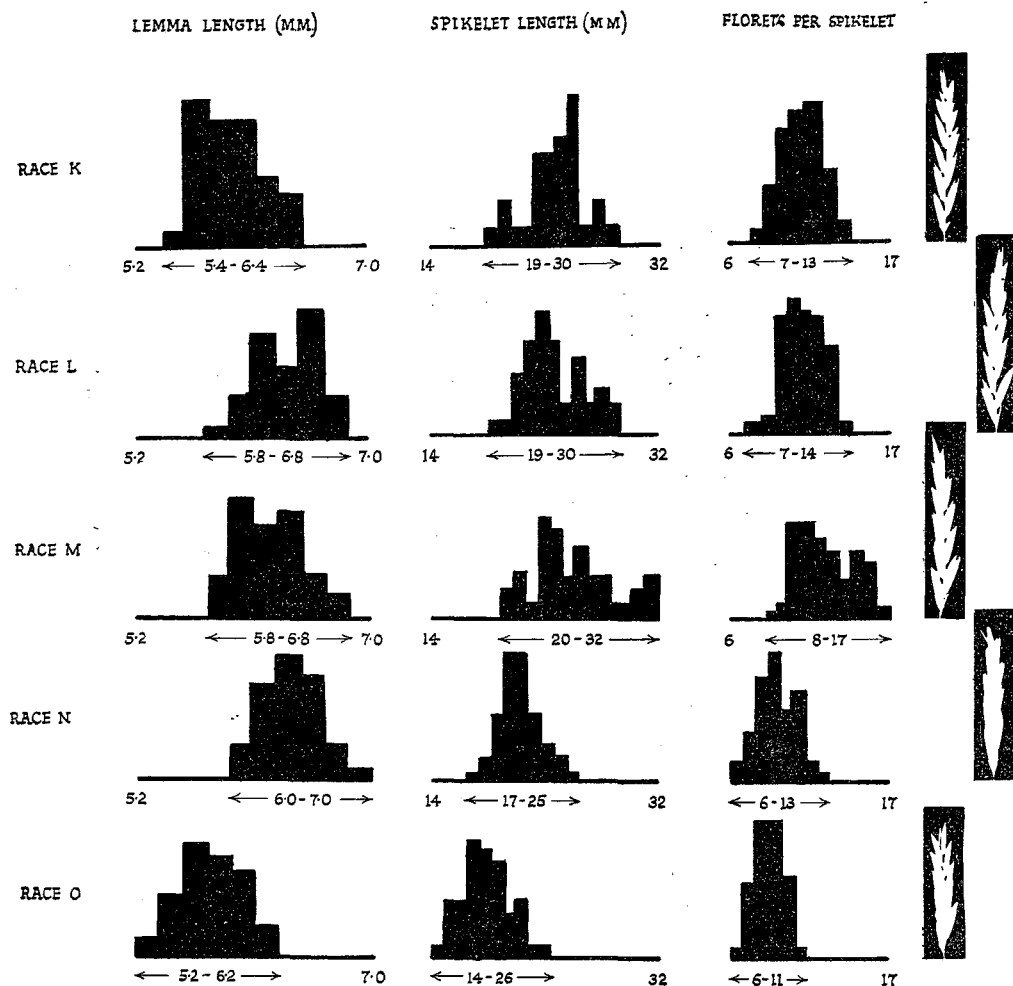 LEMMA LENGTH (MM) SPIKELET LENGTH (MM) FLORETS PER SPIKELET
RACE K
5.2 ← 5.4 - 6.4 → 7.0 14 ← 19 - 30 → 32 6 ← 7 - 13 → 17
RACE L
5.2 ← 5.8 - 6.8 → 7.0 14 ← 19 - 30 → 32 6 ← 7 - 14 → 17
RACE M
5.2 ← 5.8 - 6.8 → 7.0 14 ← 20 - 32 → 6 ← 8 - 17 →
RACE N
5.2 ← 6.0 - 7.0 → 14 ← 17 - 25 → 32 ← 6 - 13 → 17
RACE O
← 5.2 - 6.2 → 7.0 ← 14 - 26 → 32 ← 6 - 11 → 17